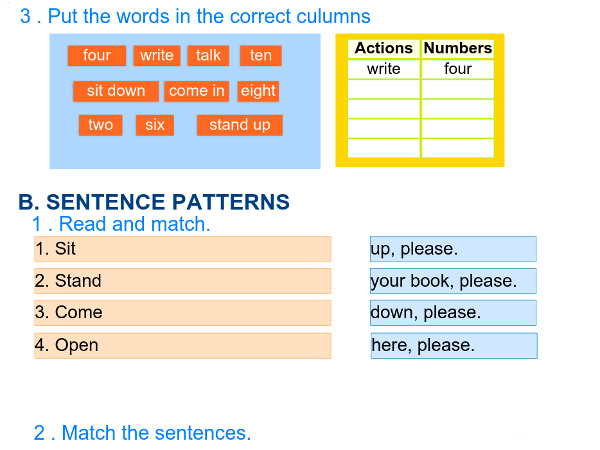 3 . Put the words in the correct culumns
four write talk ten
sit down come in eight
two six stand up
Actions Numbers
write four
B. SENTENCE PATTERNS
1 . Read and match.
1. Sit up, please.
2. Stand your book, please.
3. Come down, please.
4. Open here, please.
2 . Match the sentences.